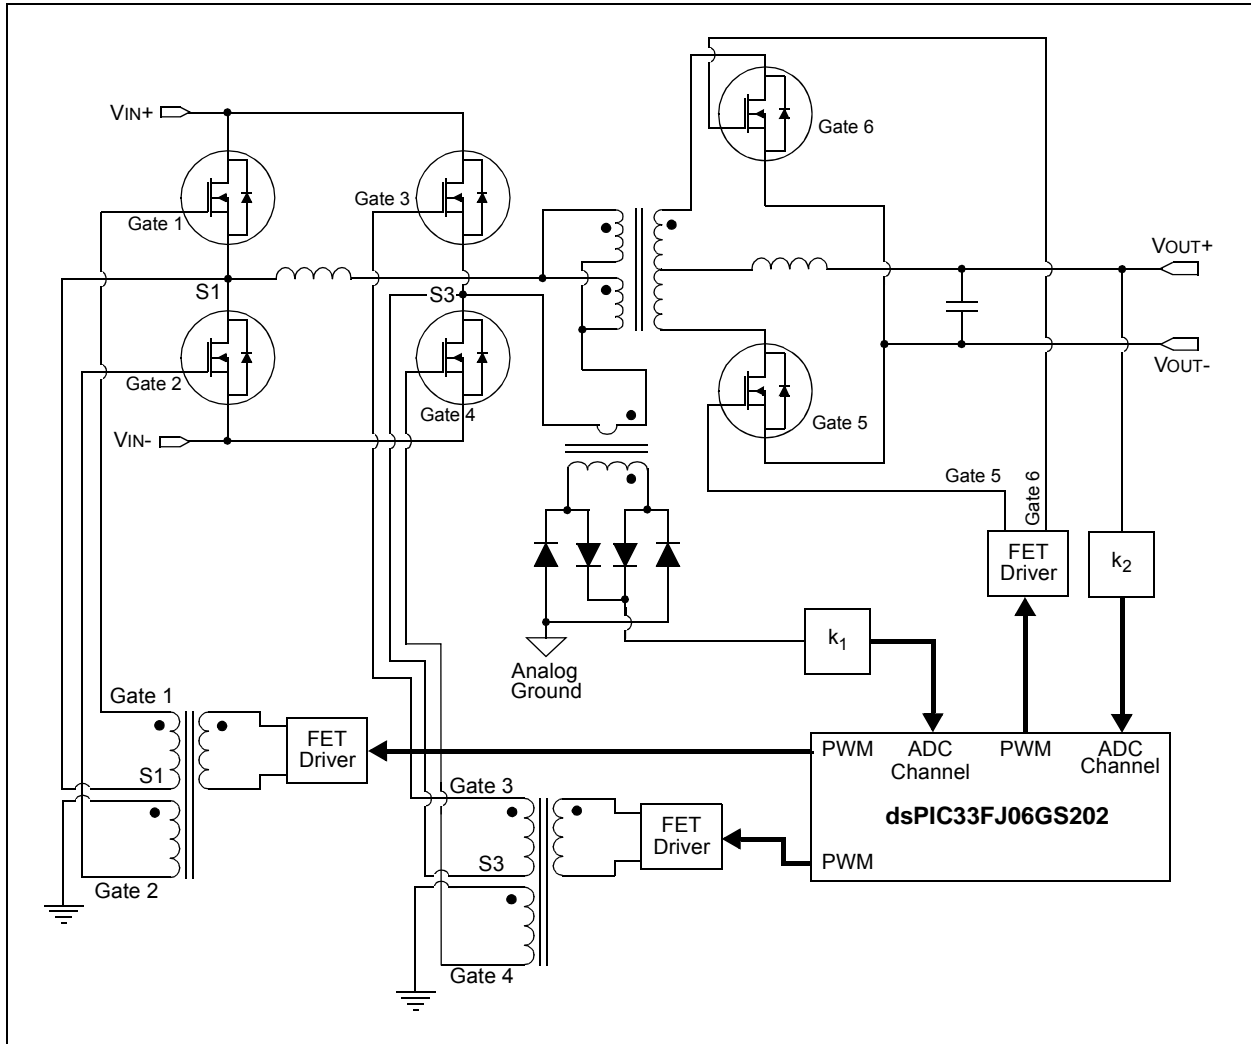 VIN+
Gate 1
Gate 3
Gate 6
S1
S3
VOUT+
VOUT-
Gate 2
Gate 4
Gate 5
VIN-
Gate 5
Gate 6
FET
Driver
k2
k1
Analog
Ground
Gate 1
S1
Gate 2
FET
Driver
Gate 3
S3
Gate 4
FET
Driver
PWM
ADC
Channel
PWM
ADC
Channel
dsPIC33FJ06GS202
PWM